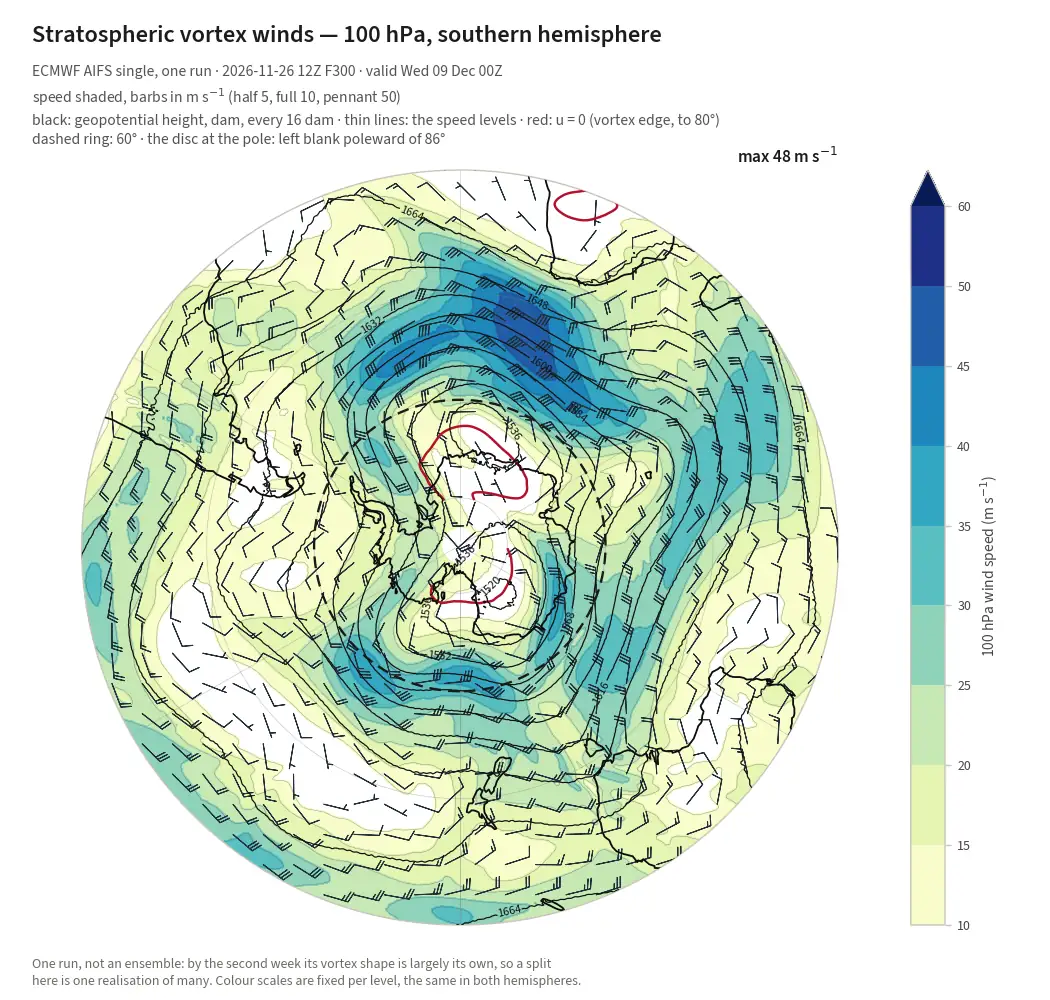 Stratospheric vortex winds — 100 hPa, southern hemisphere
ECMWF AIFS single, one run · 2026-11-26 12Z F300 · valid Wed 09 Dec 00Z
speed shaded, barbs in m s⁻¹ (half 5, full 10, pennant 50)
black: geopotential height, dam, every 16 dam · thin lines: the speed levels · red: u = 0 (vortex edge, to 80°)
dashed ring: 60° · the disc at the pole: left blank poleward of 86°
max 48 m s⁻¹
1664
1648
1632
1600
1584
1536
1664
1536
1520
1536
1568
1552
1616
1664
60
50
45
40
35
30
25
20
15
10
100 hPa wind speed (m s⁻¹)
One run, not an ensemble: by the second week its vortex shape is largely its own, so a split
here is one realisation of many. Colour scales are fixed per level, the same in both hemispheres.